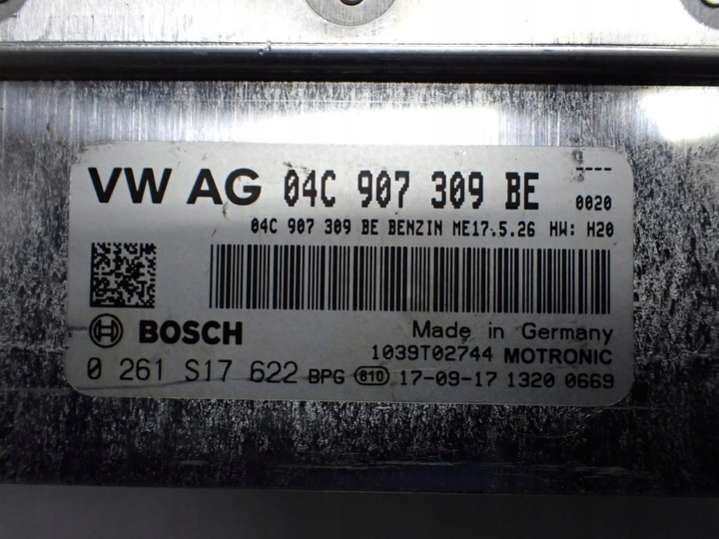 VW AG 04C 907 309 BE 0020
04C 907 309 BE BENZIN ME17.5.26 HW: H20
BOSCH Made in Germany
1039T02744 MOTRONIC
0 261 S17 622 BPG 610 17-09-17 1320 0669